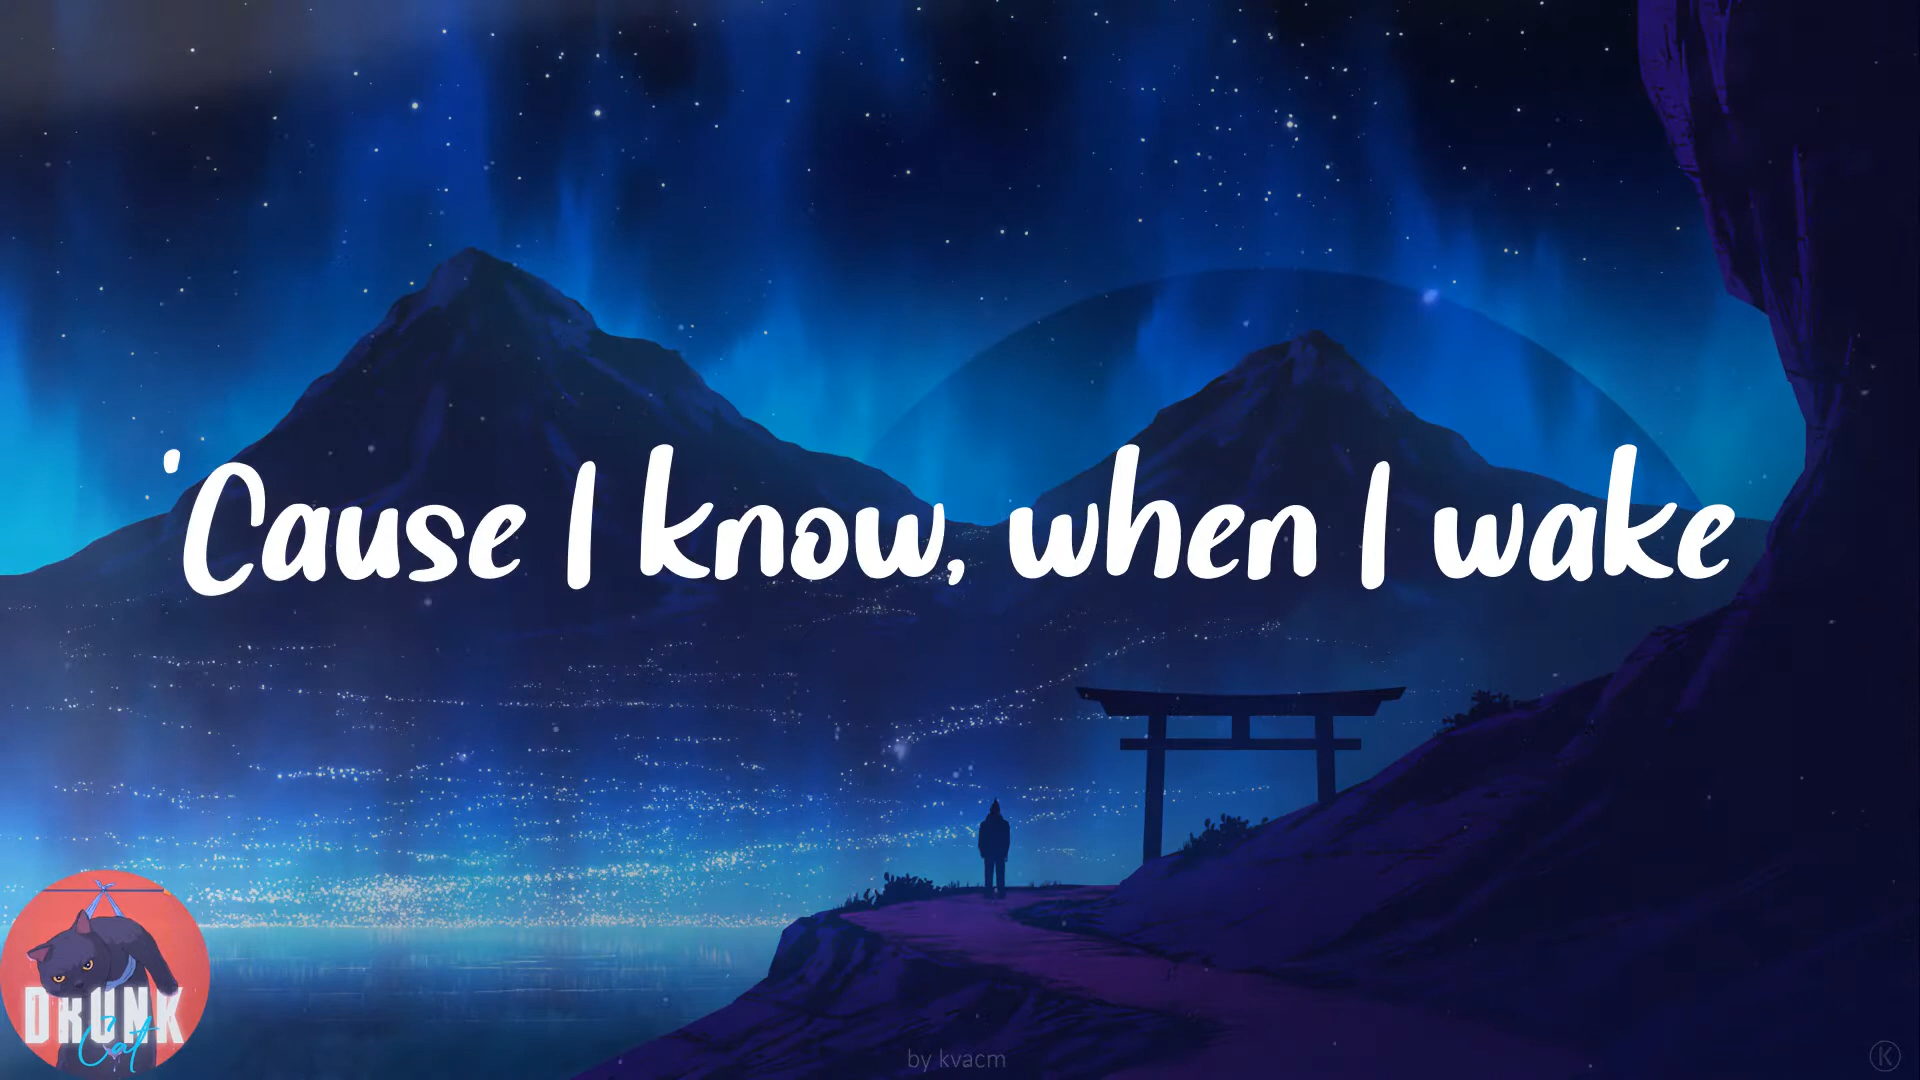 'Cause I know, when I wake
DRUNK
Cat
by kvacm
K